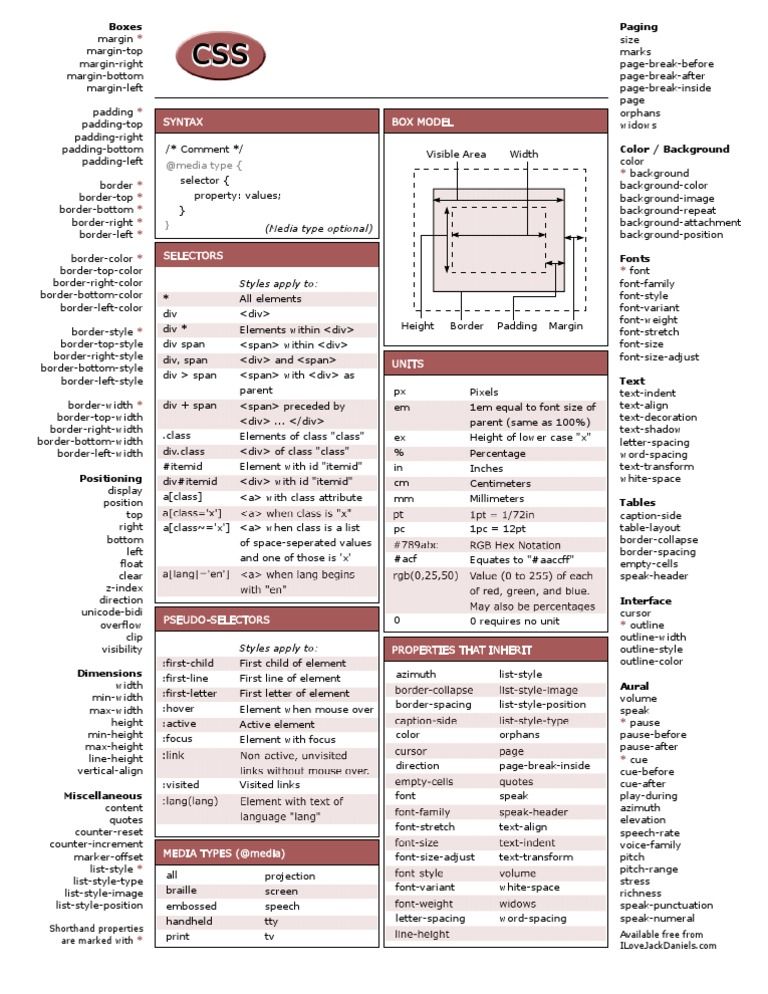 Boxes
margin *
margin-top
margin-right
margin-bottom
margin-left
padding *
padding-top
padding-right
padding-bottom
padding-left
border *
border-top *
border-bottom *
border-right *
border-left *
border-color *
border-top-color
border-right-color
border-bottom-color
border-left-color
border-style *
border-top-style
border-right-style
border-bottom-style
border-left-style
border-width *
border-top-width
border-right-width
border-bottom-width
border-left-width
Positioning
display
position
top
right
bottom
left
float
clear
z-index
direction
unicode-bidi
overflow
clip
visibility
Dimensions
width
min-width
max-width
height
min-height
max-height
line-height
vertical-align
Miscellaneous
content
quotes
counter-reset
counter-increment
marker-offset
list-style *
list-style-type
list-style-image
list-style-position
Shorthand properties
are marked with *
CSS
SYNTAX
/* Comment */
@media type {
selector {
property: values;
}
}
(Media type optional)
SELECTORS
Styles apply to:
* All elements
div <div>
div * Elements within <div>
div span <span> within <div>
div, span <div> and <span>
div > span <span> with <div> as
parent
div + span <span> preceded by
<div> ... </div>
.class Elements of class "class"
div.class <div> of class "class"
#itemid Element with id "itemid"
div#itemid <div> with id "itemid"
a[class] <a> with class attribute
a[class='x'] <a> when class is "x"
a[class~='x'] <a> when class is a list
of space-seperated values
and one of those is 'x'
a[lang|='en'] <a> when lang begins
with "en"
PSEUDO-SELECTORS
Styles apply to:
:first-child First child of element
:first-line First line of element
:first-letter First letter of element
:hover Element when mouse over
:active Active element
:focus Element with focus
:link Non active, unvisited
links without mouse over.
:visited Visited links
:lang(lang) Element with text of
language "lang"
MEDIA TYPES (@media)
all projection
braille screen
embossed speech
handheld tty
print tv
BOX MODEL
Visible Area Width
Height Border Padding Margin
UNITS
px Pixels
em 1em equal to font size of
parent (same as 100%)
ex Height of lower case "x"
% Percentage
in Inches
cm Centimeters
mm Millimeters
pt 1pt = 1/72in
pc 1pc = 12pt
#789abc RGB Hex Notation
#acf Equates to "#aaccff"
rgb(0,25,50) Value (0 to 255) of each
of red, green, and blue.
May also be percentages
0 0 requires no unit
PROPERTIES THAT INHERIT
azimuth list-style
border-collapse list-style-image
border-spacing list-style-position
caption-side list-style-type
color orphans
cursor page
direction page-break-inside
empty-cells quotes
font speak
font-family speak-header
font-stretch text-align
font-size text-indent
font-size-adjust text-transform
font style volume
font-variant white-space
font-weight widows
letter-spacing word-spacing
line-height
Paging
size
marks
page-break-before
page-break-after
page-break-inside
page
orphans
widows
Color / Background
color
* background
background-color
background-image
background-repeat
background-attachment
background-position
Fonts
* font
font-family
font-style
font-variant
font-weight
font-stretch
font-size
font-size-adjust
Text
text-indent
text-align
text-decoration
text-shadow
letter-spacing
word-spacing
text-transform
white-space
Tables
caption-side
table-layout
border-collapse
border-spacing
empty-cells
speak-header
Interface
cursor
* outline
outline-width
outline-style
outline-color
Aural
volume
speak
* pause
pause-before
pause-after
* cue
cue-before
cue-after
play-during
azimuth
elevation
speech-rate
voice-family
pitch
pitch-range
stress
richness
speak-punctuation
speak-numeral
Available free from
ILoveJackDaniels.com